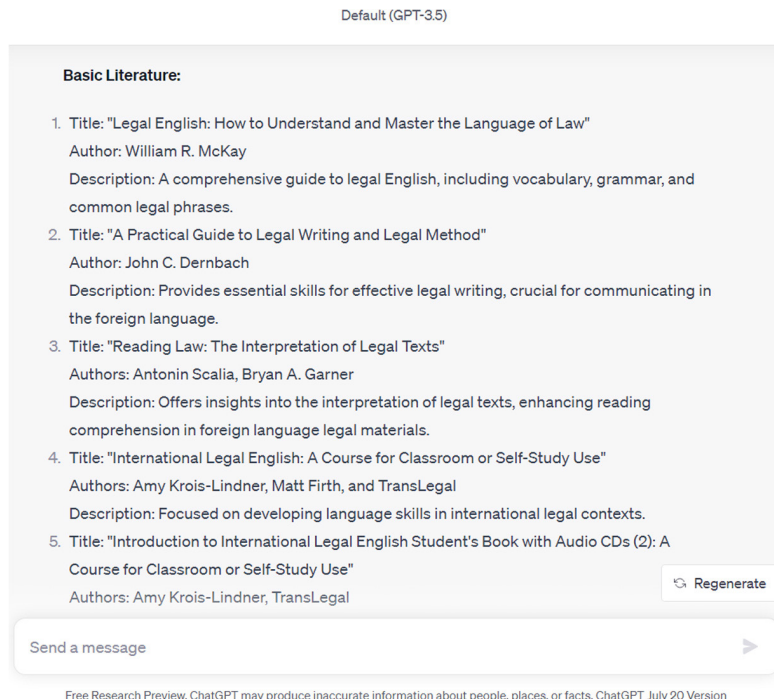 Default (GPT-3.5)
Basic Literature:
1. Title: "Legal English: How to Understand and Master the Language of Law"
Author: William R. McKay
Description: A comprehensive guide to legal English, including vocabulary, grammar, and
common legal phrases.
2. Title: "A Practical Guide to Legal Writing and Legal Method"
Author: John C. Dernbach
Description: Provides essential skills for effective legal writing, crucial for communicating in
the foreign language.
3. Title: "Reading Law: The Interpretation of Legal Texts"
Authors: Antonin Scalia, Bryan A. Garner
Description: Offers insights into the interpretation of legal texts, enhancing reading
comprehension in foreign language legal materials.
4. Title: "International Legal English: A Course for Classroom or Self-Study Use"
Authors: Amy Krois-Lindner, Matt Firth, and TransLegal
Description: Focused on developing language skills in international legal contexts.
5. Title: "Introduction to International Legal English Student's Book with Audio CDs (2): A
Course for Classroom or Self-Study Use"
Regenerate
Authors: Amy Krois-Lindner, TransLegal
Send a message
Free Research Preview. ChatGPT may produce inaccurate information about people, places, or facts. ChatGPT July 20 Version